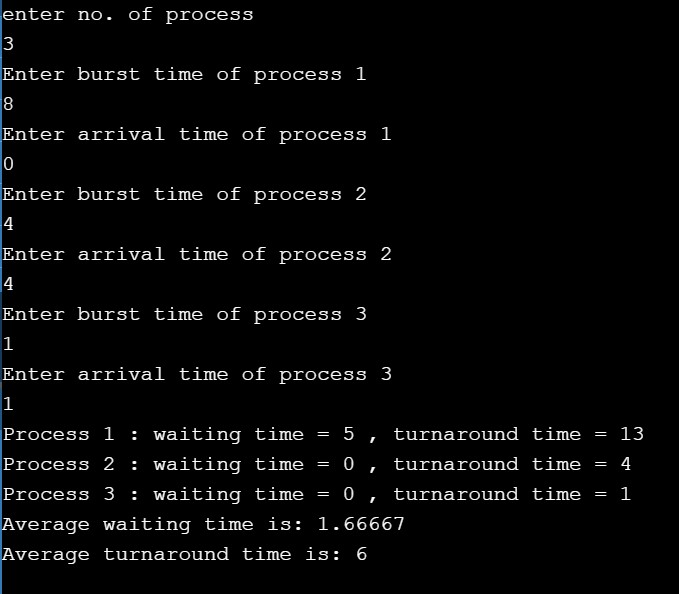 enter no. of process
3
Enter burst time of process 1
8
Enter arrival time of process 1
0
Enter burst time of process 2
4
Enter arrival time of process 2
4
Enter burst time of process 3
1
Enter arrival time of process 3
1
Process 1 : waiting time = 5 , turnaround time = 13
Process 2 : waiting time = 0 , turnaround time = 4
Process 3 : waiting time = 0 , turnaround time = 1
Average waiting time is: 1.66667
Average turnaround time is: 6